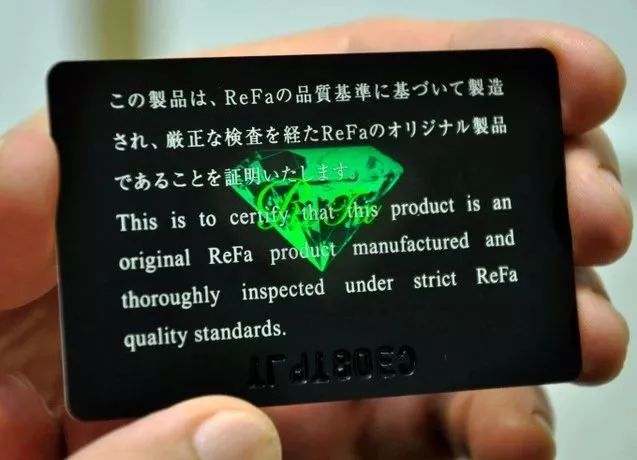 この製品は、ReFaの品質基準に基づいて製造
され、厳正な検査を経たReFaのオリジナル製品
であることを証明いたします。
This is to certify that this product is an
original ReFa product manufactured and
thoroughly inspected under strict ReFa
quality standards.